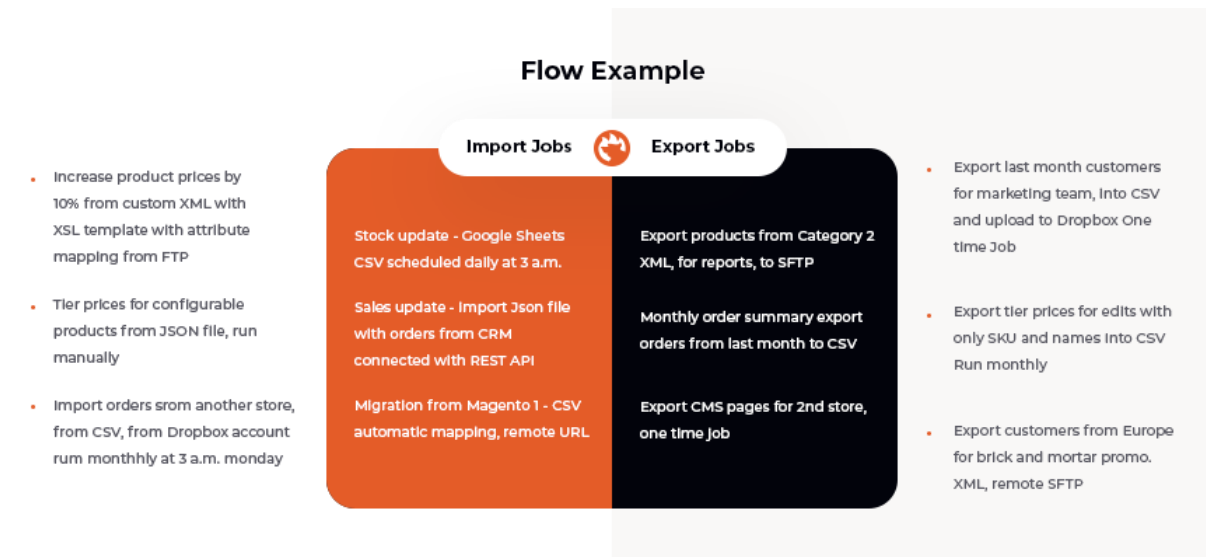 Flow Example
Import Jobs
Export Jobs
Increase product prices by
10% from custom XML with
XSL template with attribute
mapping from FTP
Tier prices for configurable
products from JSON file, run
manually
Import orders srom another store,
from CSV, from Dropbox account
rum monthhly at 3 a.m. monday
Stock update - Google Sheets
CSV scheduled daily at 3 a.m.
Sales update - Import Json file
with orders from CRM
connected with REST API
Migration from Magento 1 - CSV
automatic mapping, remote URL
Export products from Category 2
XML, for reports, to SFTP
Monthly order summary export
orders from last month to CSV
Export CMS pages for 2nd store,
one time job
Export last month customers
for marketing team, into CSV
and upload to Dropbox One
time Job
Export tier prices for edits with
only SKU and names into CSV
Run monthly
Export customers from Europe
for brick and mortar promo.
XML, remote SFTP